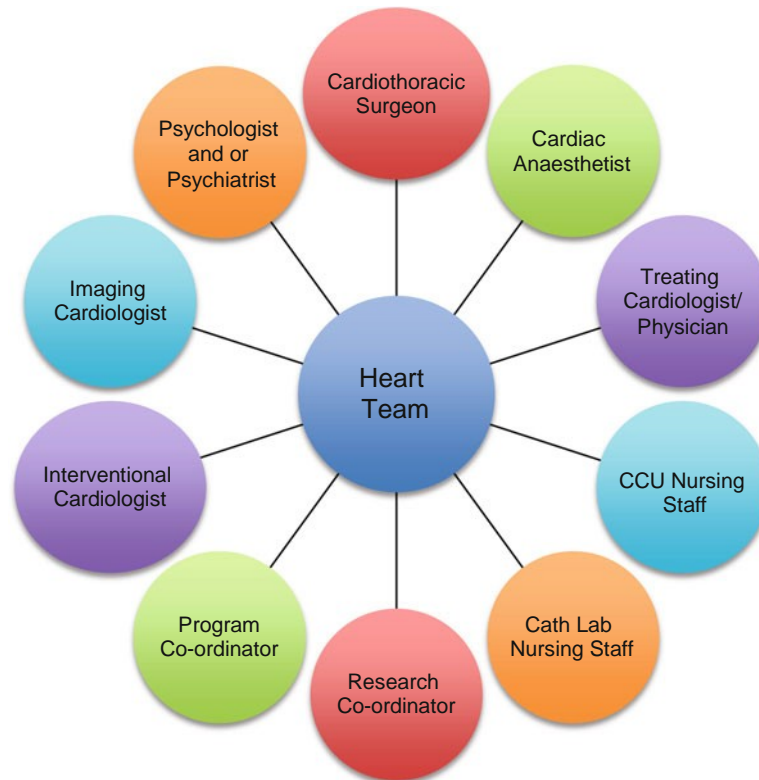 Cardiothoracic
Surgeon
Cardiac
Anaesthetist
Treating
Cardiologist/
Physician
CCU Nursing
Staff
Cath Lab
Nursing Staff
Research
Co-ordinator
Program
Co-ordinator
Interventional
Cardiologist
Imaging
Cardiologist
Psychologist
and or
Psychiatrist
Heart
Team